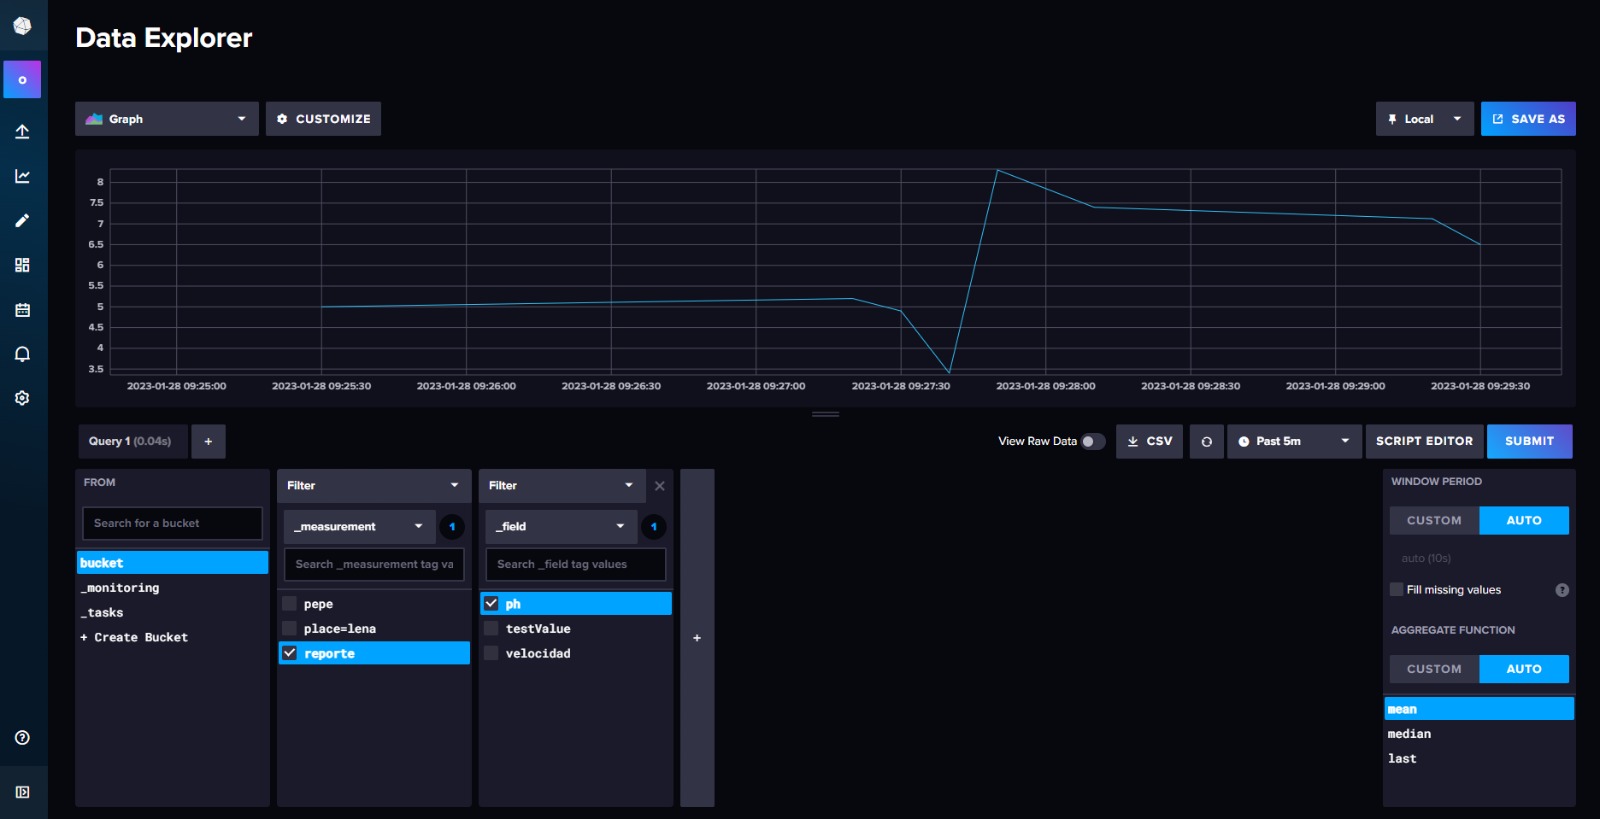 Data Explorer
Graph
CUSTOMIZE
Local
SAVE AS
8
7.5
7
6.5
6
5.5
5
4.5
4
3.5
2023-01-28 09:25:00 2023-01-28 09:25:30 2023-01-28 09:26:00 2023-01-28 09:26:30 2023-01-28 09:27:00 2023-01-28 09:27:30 2023-01-28 09:28:00 2023-01-28 09:28:30 2023-01-28 09:29:00 2023-01-28 09:29:30
Query 1 (0.04s)
+
View Raw Data
CSV
Past 5m
SCRIPT EDITOR
SUBMIT
FROM
Search for a bucket
bucket
_monitoring
_tasks
+ Create Bucket
Filter
_measurement
1
Search _measurement tag va
pepe
place=lena
reporte
Filter
_field
1
Search _field tag values
ph
testValue
velocidad
+
WINDOW PERIOD
CUSTOM
AUTO
auto (10s)
Fill missing values
?
AGGREGATE FUNCTION
CUSTOM
AUTO
mean
median
last